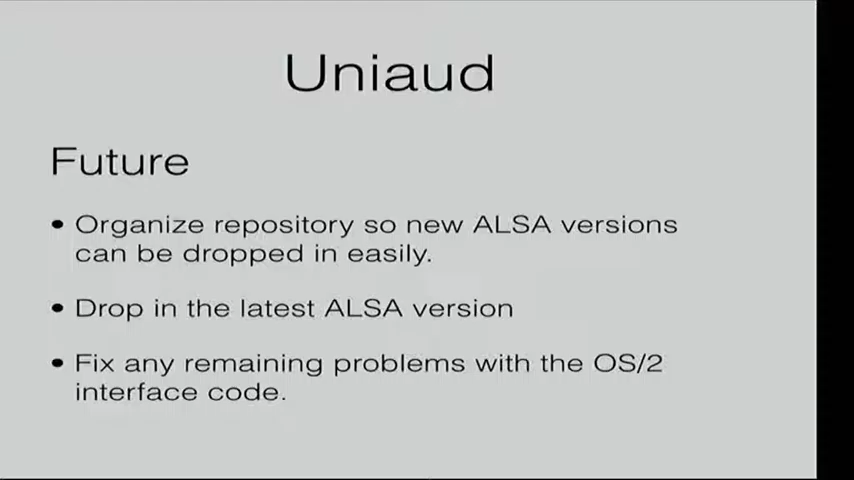 Uniaud
Future
• Organize repository so new ALSA versions
can be dropped in easily.
• Drop in the latest ALSA version
• Fix any remaining problems with the OS/2
interface code.